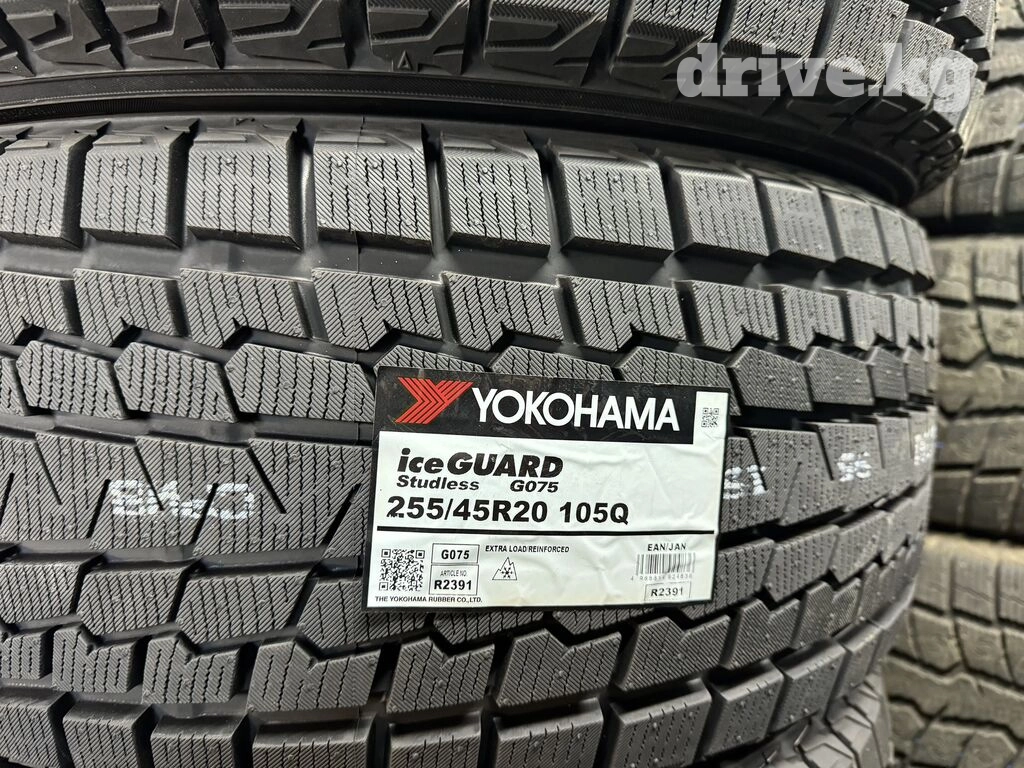 drive.kg
YOKOHAMA
iceGUARD
Studless G075
255/45R20 105Q
G075
EXTRA LOAD/REINFORCED
EAN/JAN
ARTICLE NO.
R2391
R2391
THE YOKOHAMA RUBBER CO.,LTD.